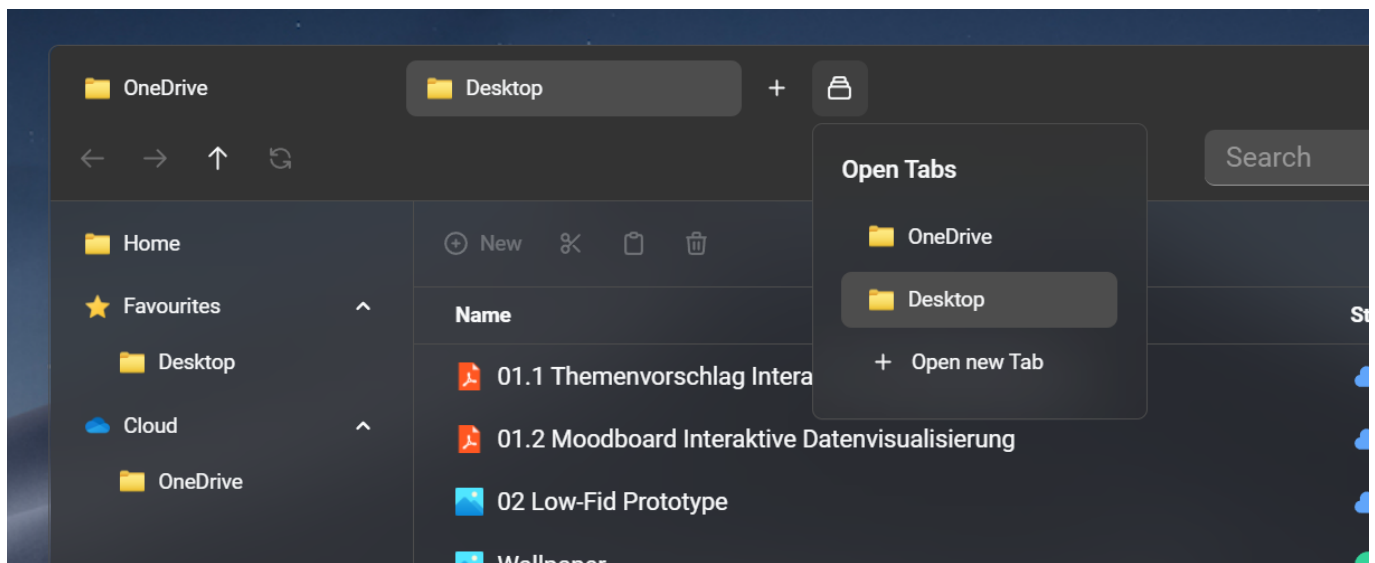 OneDrive
Desktop
Search
Open Tabs
OneDrive
Desktop
Open new Tab
Home
Favourites
Desktop
Cloud
OneDrive
New
Name
01.1 Themenvorschlag
01.2 Moodboard Interaktive Datenvisualisierung
02 Low-Fid Prototype
Wallpaper